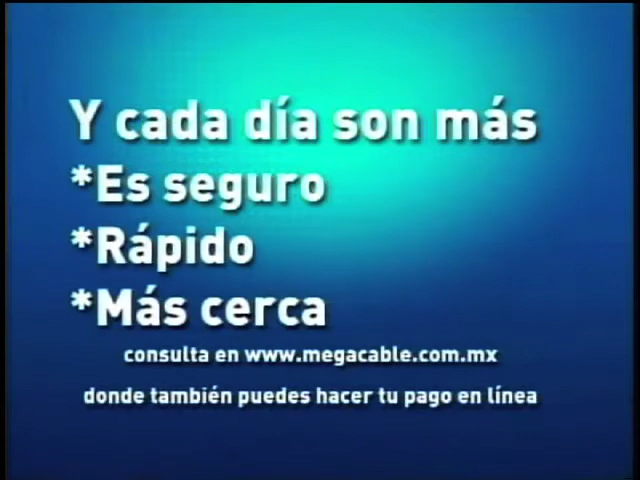 Y cada día son más
*Es seguro
*Rápido
*Más cerca
consulta en www.megacable.com.mx
donde también puedes hacer tu pago en línea